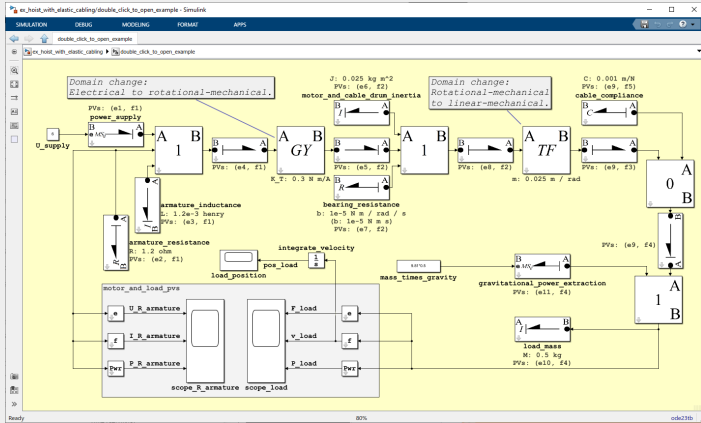 ex_hoist_with_elastic_cabling/double_click_to_open_example - Simulink
SIMULATION DEBUG MODELING FORMAT APPS
double_click_to_open_example
ex_hoist_with_elastic_cabling double_click_to_open_example
Domain change:
Electrical to rotational-mechanical.
J: 0.025 kg m^2
PVs: (e6, f2)
motor_and_cable_drum_inertia
Domain change:
Rotational-mechanical
to linear-mechanical.
C: 0.001 m/N
PVs: (e9, f5)
cable_compliance
PVs: (e1, f1)
power_supply
U_supply
A B
1
PVs: (e4, f1)
A B
GY
K_T: 0.3 N m/A
PVs: (e5, f2)
A B
1
PVs: (e8, f2)
A B
TF
m: 0.025 m / rad
PVs: (e9, f3)
A
0
B
bearing_resistance
b: 1e-5 N m / rad / s
(b: 1e-5 N m)
PVs: (e7, f2)
armature_inductance
L: 1.2e-3 henry
PVs: (e3, f1)
armature_resistance
R: 1.2 ohm
PVs: (e2, f1)
integrate_velocity
1
s
pos_load
load_position
mass_times_gravity
gravitational_power_extraction
PVs: (e11, f4)
PVs: (e9, f4)
A
1
B
load_mass
M: 0.5 kg
PVs: (e10, f4)
motor_and_load_pvs
e U_R_armature F_load e
f I_R_armature v_load f
Pwr P_R_armature P_load Pwr
scope_R_armature scope_load
Ready 80% ode23tb